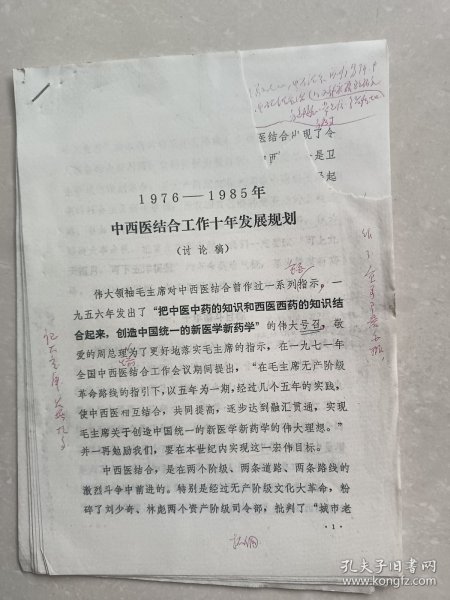 医结合出现了令
是卫
起
1976——1985年
中西医结合工作十年发展规划
（讨论稿）
伟大领袖毛主席对中西医结合曾作过一系列指示，一
九五六年发出了“把中医中药的知识和西医西药的知识结
合起来，创造中国统一的新医学新药学”的伟大号召，敬
爱的周总理为了更好地落实毛主席的指示，在一九七一年
全国中西医结合工作会议期间提出，“在毛主席无产阶级
革命路线的指引下，以五年为一期，经过几个五年的实践，
使中西医相互结合，共同提高，逐步达到融汇贯通，实现
毛主席关于创造中国统一的新医学新药学的伟大理想。”
并一再勉励我们，要在本世纪内实现这一宏伟目标。
中西医结合，是在两个阶级、两条道路、两条路线的
激烈斗争中前进的。特别是经过无产阶级文化大革命，粉
碎了刘少奇、林彪两个资产阶级司令部，批判了“城市老
·1·
孔夫子旧书网